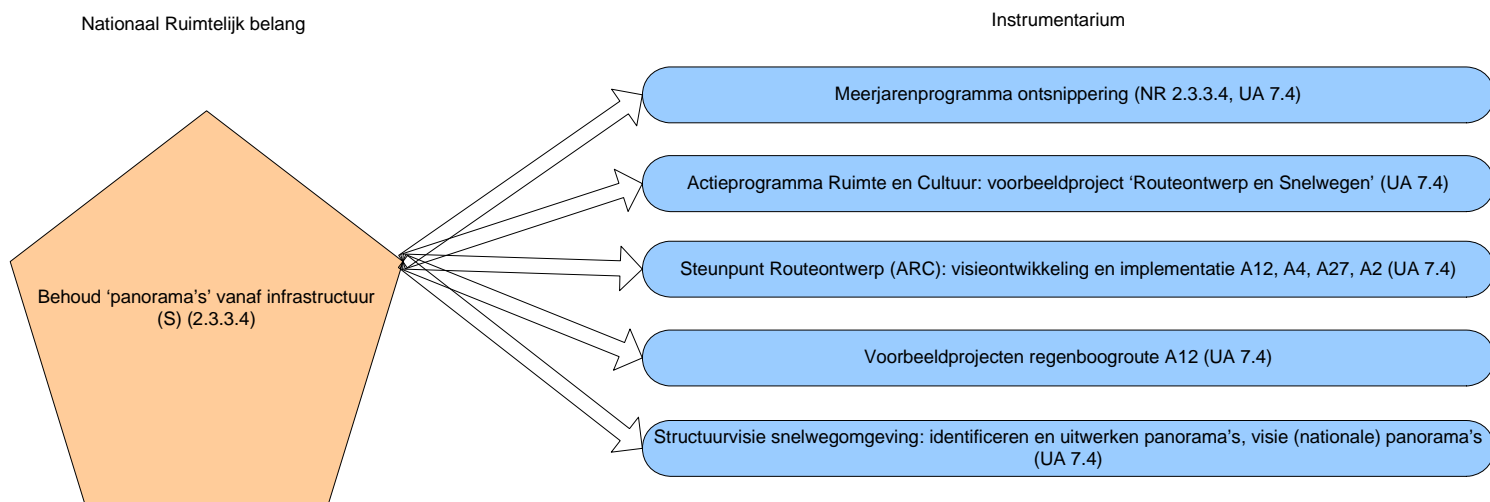 Nationaal Ruimtelijk belang
Instrumentarium
Meerjarenprogramma ontsnippering (NR 2.3.3.4, UA 7.4)
Actieprogramma Ruimte en Cultuur: voorbeeldproject ‘Routeontwerp en Snelwegen’ (UA 7.4)
Steunpunt Routeontwerp (ARC): visieontwikkeling en implementatie A12, A4, A27, A2 (UA 7.4)
Behoud ‘panorama’s’ vanaf infrastructuur
(S) (2.3.3.4)
Voorbeeldprojecten regenboogroute A12 (UA 7.4)
Structuurvisie snelwegomgeving: identificeren en uitwerken panorama’s, visie (nationale) panorama’s
(UA 7.4)